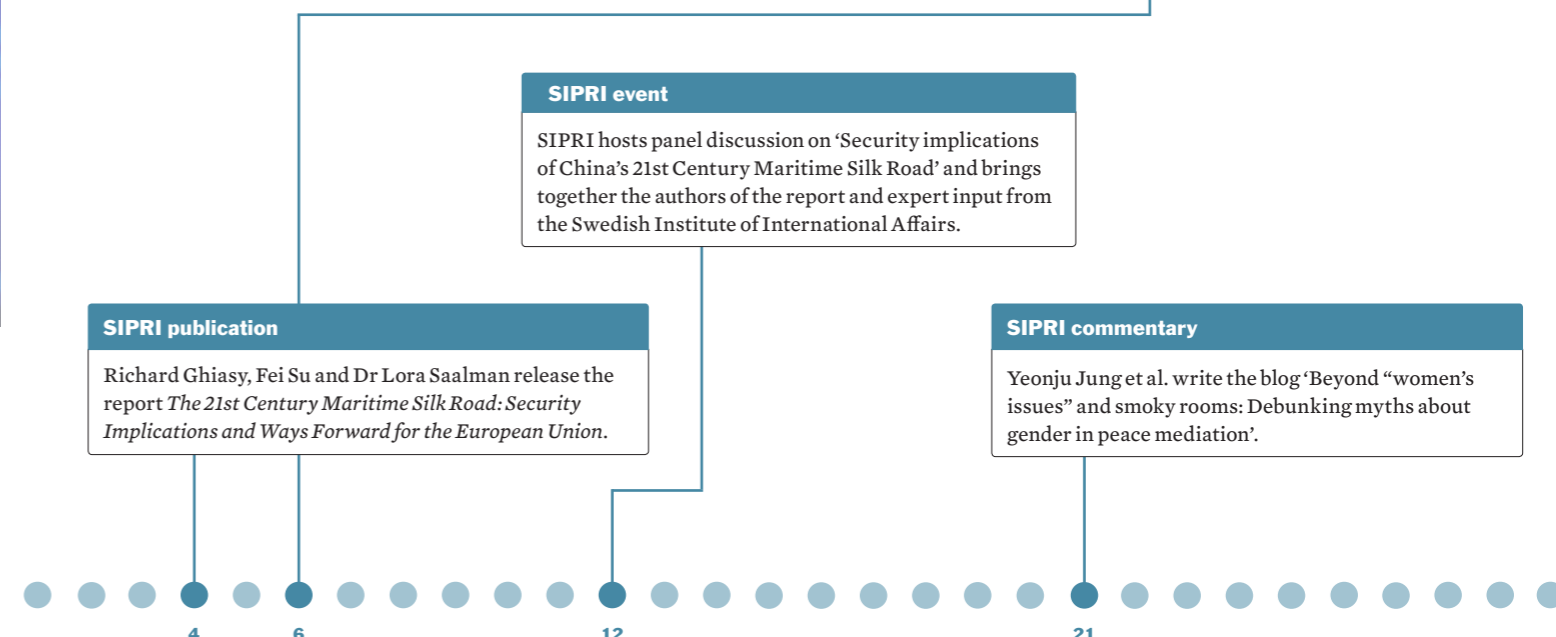 SIPRI event
SIPRI hosts panel discussion on ‘Security implications
of China’s 21st Century Maritime Silk Road’ and brings
together the authors of the report and expert input from
the Swedish Institute of International Affairs.
SIPRI publication
Richard Ghiasy, Fei Su and Dr Lora Saalman release the
report The 21st Century Maritime Silk Road: Security
Implications and Ways Forward for the European Union.
SIPRI commentary
Yeonju Jung et al. write the blog ‘Beyond “women’s
issues” and smoky rooms: Debunking myths about
gender in peace mediation’.
4 6 12 21